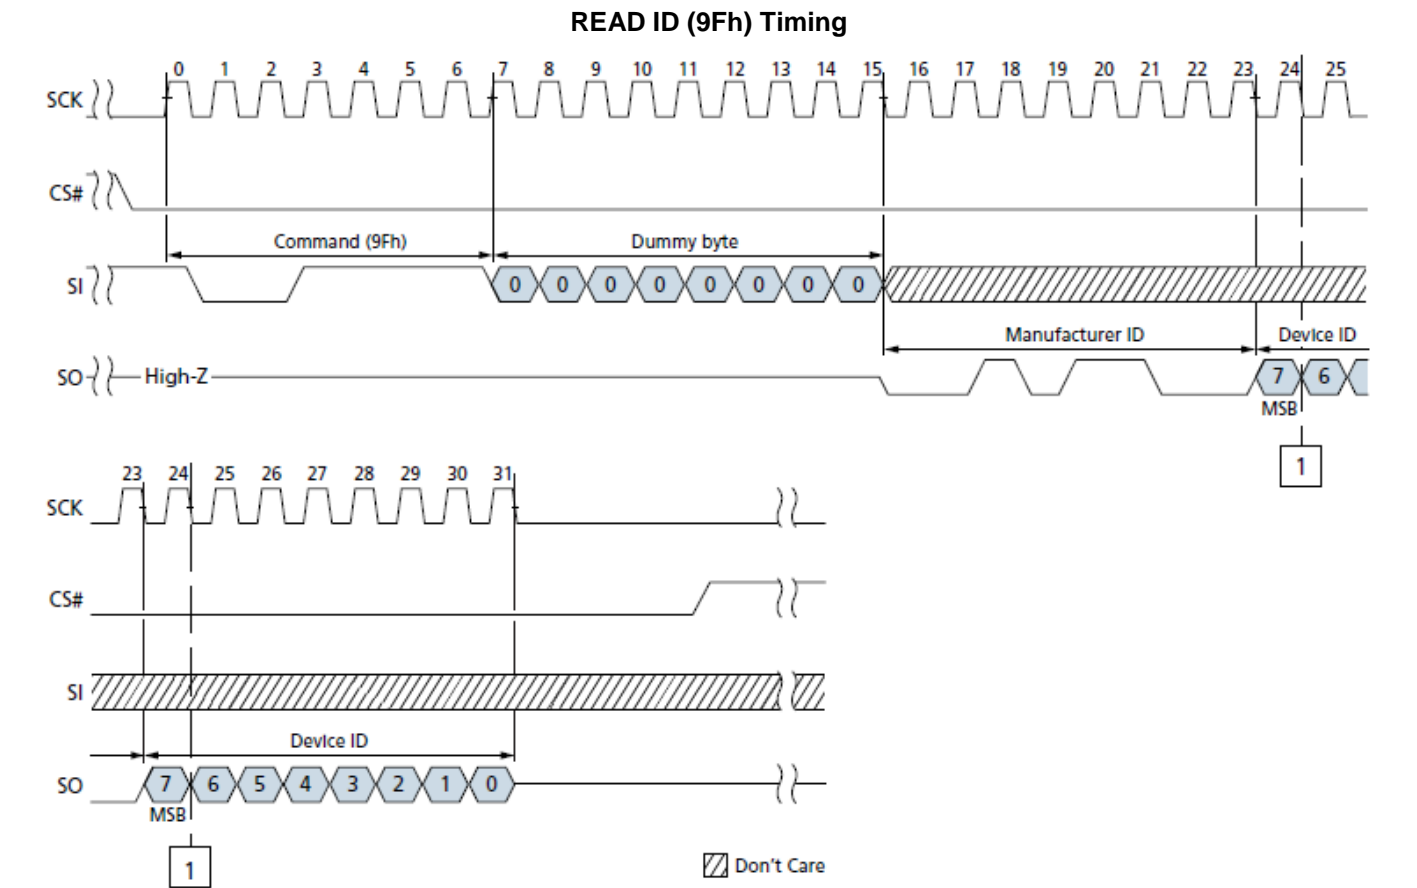 READ ID (9Fh) Timing
0 1 2 3 4 5 6 7 8 9 10 11 12 13 14 15 16 17 18 19 20 21 22 23 24 25
SCK
CS#
Command (9Fh) Dummy byte
SI 0 0 0 0 0 0 0 0
Manufacturer ID Device ID
SO High-Z 7 6
MSB
1
23 24 25 26 27 28 29 30 31
SCK
CS#
SI
Device ID
SO 7 6 5 4 3 2 1 0
MSB
1
Don't Care